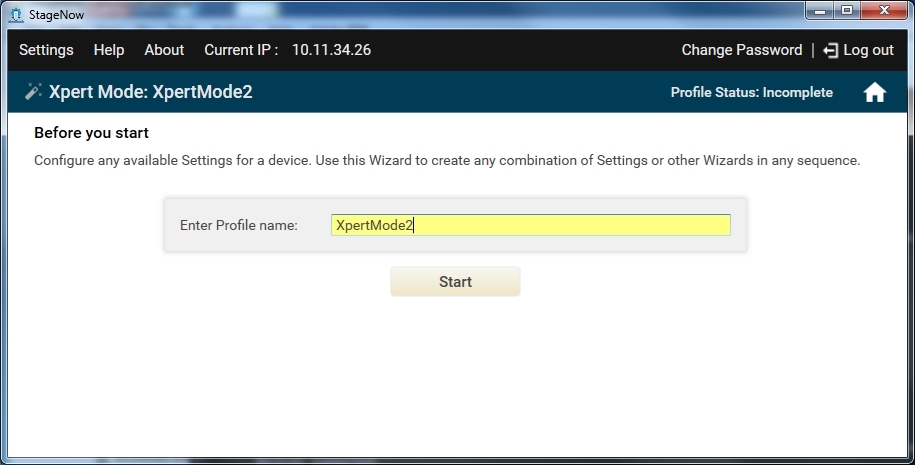 StageNow
Settings Help About Current IP : 10.11.34.26 Change Password | Log out
Xpert Mode: XpertMode2 Profile Status: Incomplete
Before you start
Configure any available Settings for a device. Use this Wizard to create any combination of Settings or other Wizards in any sequence.
Enter Profile name: XpertMode2
Start